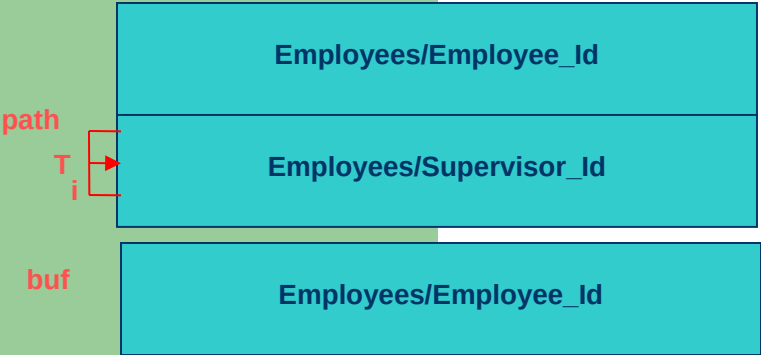 Employees/Employee_Id
path
T
Employees/Supervisor_Id
i
buf
Employees/Employee_Id